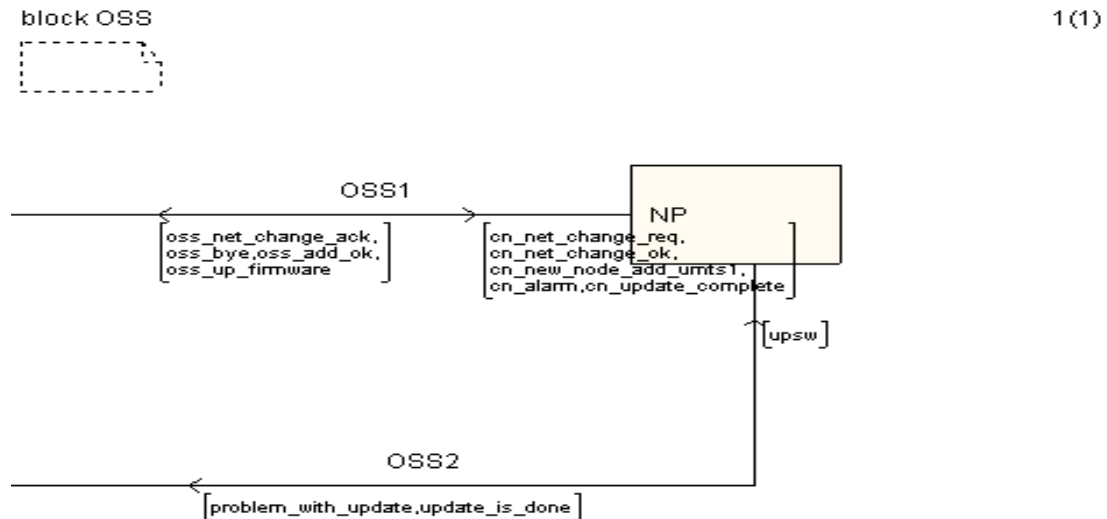 block OSS
1(1)
OSS1
NP
oss_net_change_ack,
oss_bye,oss_add_ok,
oss_up_firmware
cn_net_change_req,
cn_net_change_ok,
cn_new_node_add_umts1,
cn_alarm,cn_update_complete
upsw
OSS2
problem_with_update,update_is_done